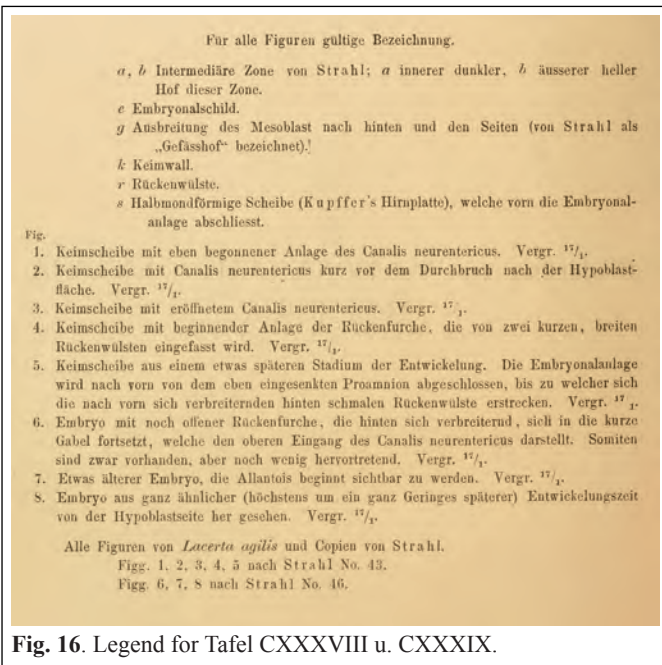 Für alle Figuren gültige Bezeichnung.
a, b Intermediäre Zone von Strahl; a innerer dunkler, b äusserer heller
Hof dieser Zone.
e Embryonalschild.
g Ausbreitung des Mesoblast nach hinten und den Seiten (von Strahl als
„Gefässhof“ bezeichnet).
k Keimwall.
r Rückenwülste.
s Halbmondförmige Scheibe (Kupffer's Hirnplatte), welche vorn die Embryonal-
anlage abschliesst.
Fig.
1. Keimscheibe mit eben begonnener Anlage des Canalis neurentericus. Vergr. 17/1.
2. Keimscheibe mit Canalis neurentericus kurz vor dem Durchbruch nach der Hypoblast-
fläche. Vergr. 17/1.
3. Keimscheibe mit eröffnetem Canalis neurentericus. Vergr. 17/1.
4. Keimscheibe mit beginnender Anlage der Rückenfurche, die von zwei kurzen, breiten
Rückenwülsten eingefasst wird. Vergr. 17/1.
5. Keimscheibe aus einem etwas späteren Stadium der Entwickelung. Die Embryonalanlage
wird nach vorn von dem eben eingesenkten Proamnion abgeschlossen, bis zu welcher sich
die nach vorn sich verbreiternden hinten schmalen Rückenwülste erstrecken. Vergr. 17/1.
6. Embryo mit noch offener Rückenfurche, die hinten sich verbreiternd, sich in die kurze
Gabel fortsetzt, welche den oberen Eingang des Canalis neurentericus darstellt. Somiten
sind zwar vorhanden, aber noch wenig hervortretend. Vergr. 17/1.
7. Etwas älterer Embryo, die Allantois beginnt sichtbar zu werden. Vergr. 17/1.
8. Embryo aus ganz ähnlicher (höchstens um ein ganz Geringes späterer) Entwickelungszeit
von der Hypoblastseite her gesehen. Vergr. 17/1.
Alle Figuren von Lacerta agilis und Copien von Strahl.
Figg. 1, 2, 3, 4, 5 nach Strahl No. 43.
Figg. 6, 7, 8 nach Strahl No. 46.
Fig. 16. Legend for Tafel CXXXVIII u. CXXXIX.